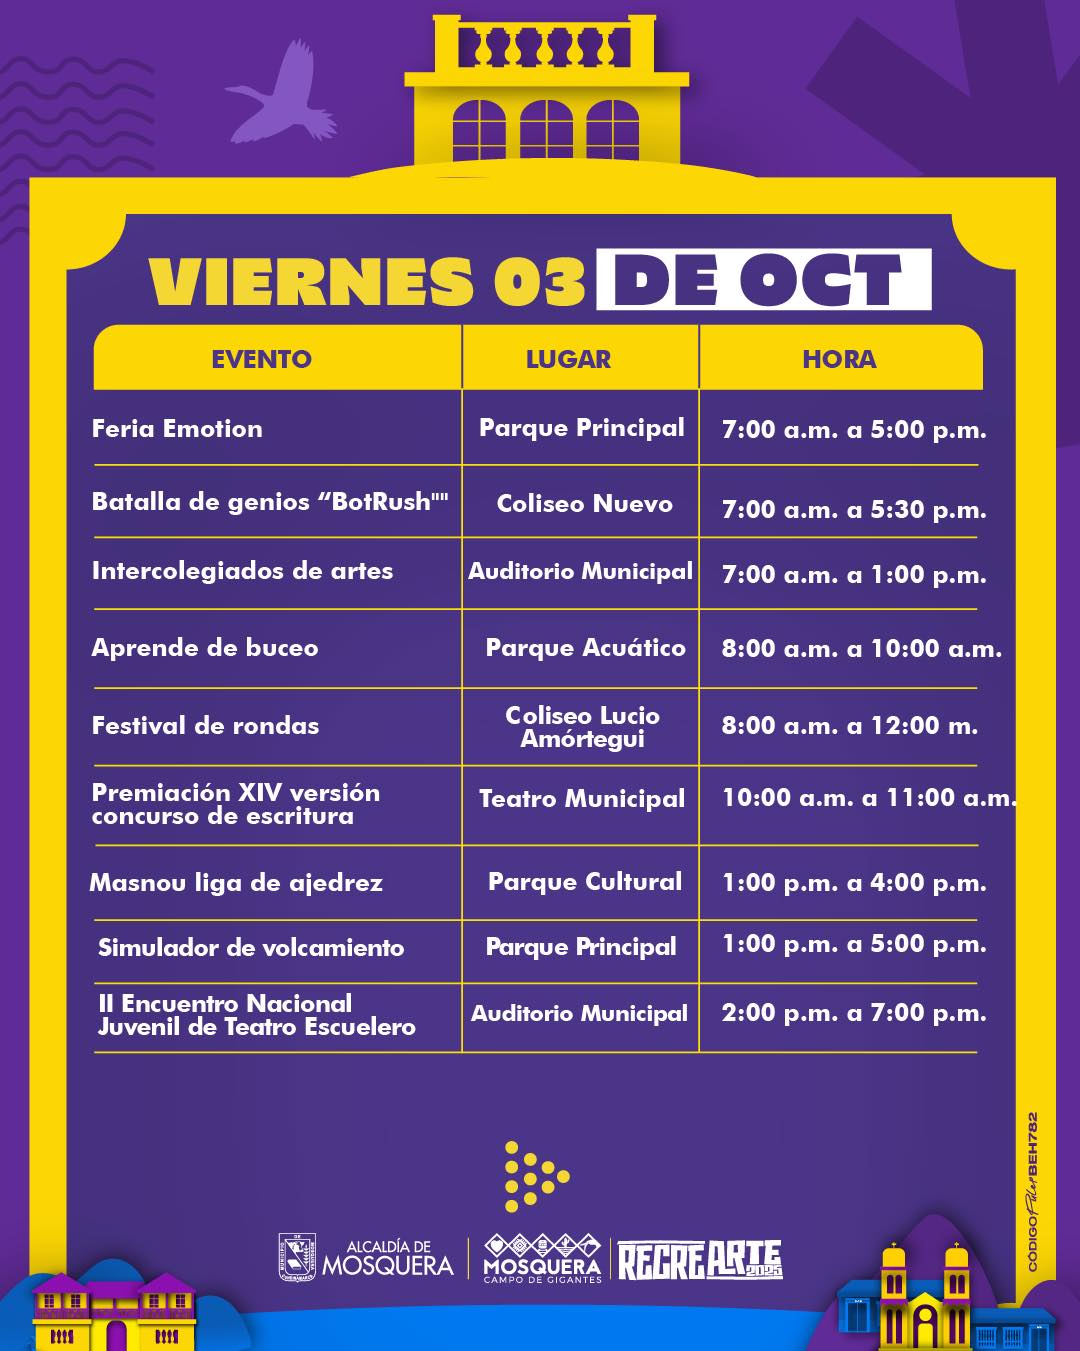 VIERNES 03 DE OCT
EVENTO LUGAR HORA
Feria Emotion Parque Principal 7:00 a.m. a 5:00 p.m.
Batalla de genios “BotRush"" Coliseo Nuevo 7:00 a.m. a 5:30 p.m.
Intercolegiados de artes Auditorio Municipal 7:00 a.m. a 1:00 p.m.
Aprende de buceo Parque Acuático 8:00 a.m. a 10:00 a.m.
Festival de rondas Coliseo Lucio
Amórtegui 8:00 a.m. a 12:00 m.
Premiación XIV versión
concurso de escritura Teatro Municipal 10:00 a.m. a 11:00 a.m.
Masnou liga de ajedrez Parque Cultural 1:00 p.m. a 4:00 p.m.
Simulador de volcamiento Parque Principal 1:00 p.m. a 5:00 p.m.
II Encuentro Nacional
Juvenil de Teatro Escuelero Auditorio Municipal 2:00 p.m. a 7:00 p.m.
ALCALDÍA DE
MOSQUERA
MOSQUERA
CAMPO DE GIGANTES
RECREARTE
2025
CÓDIGO Pulep BEH782